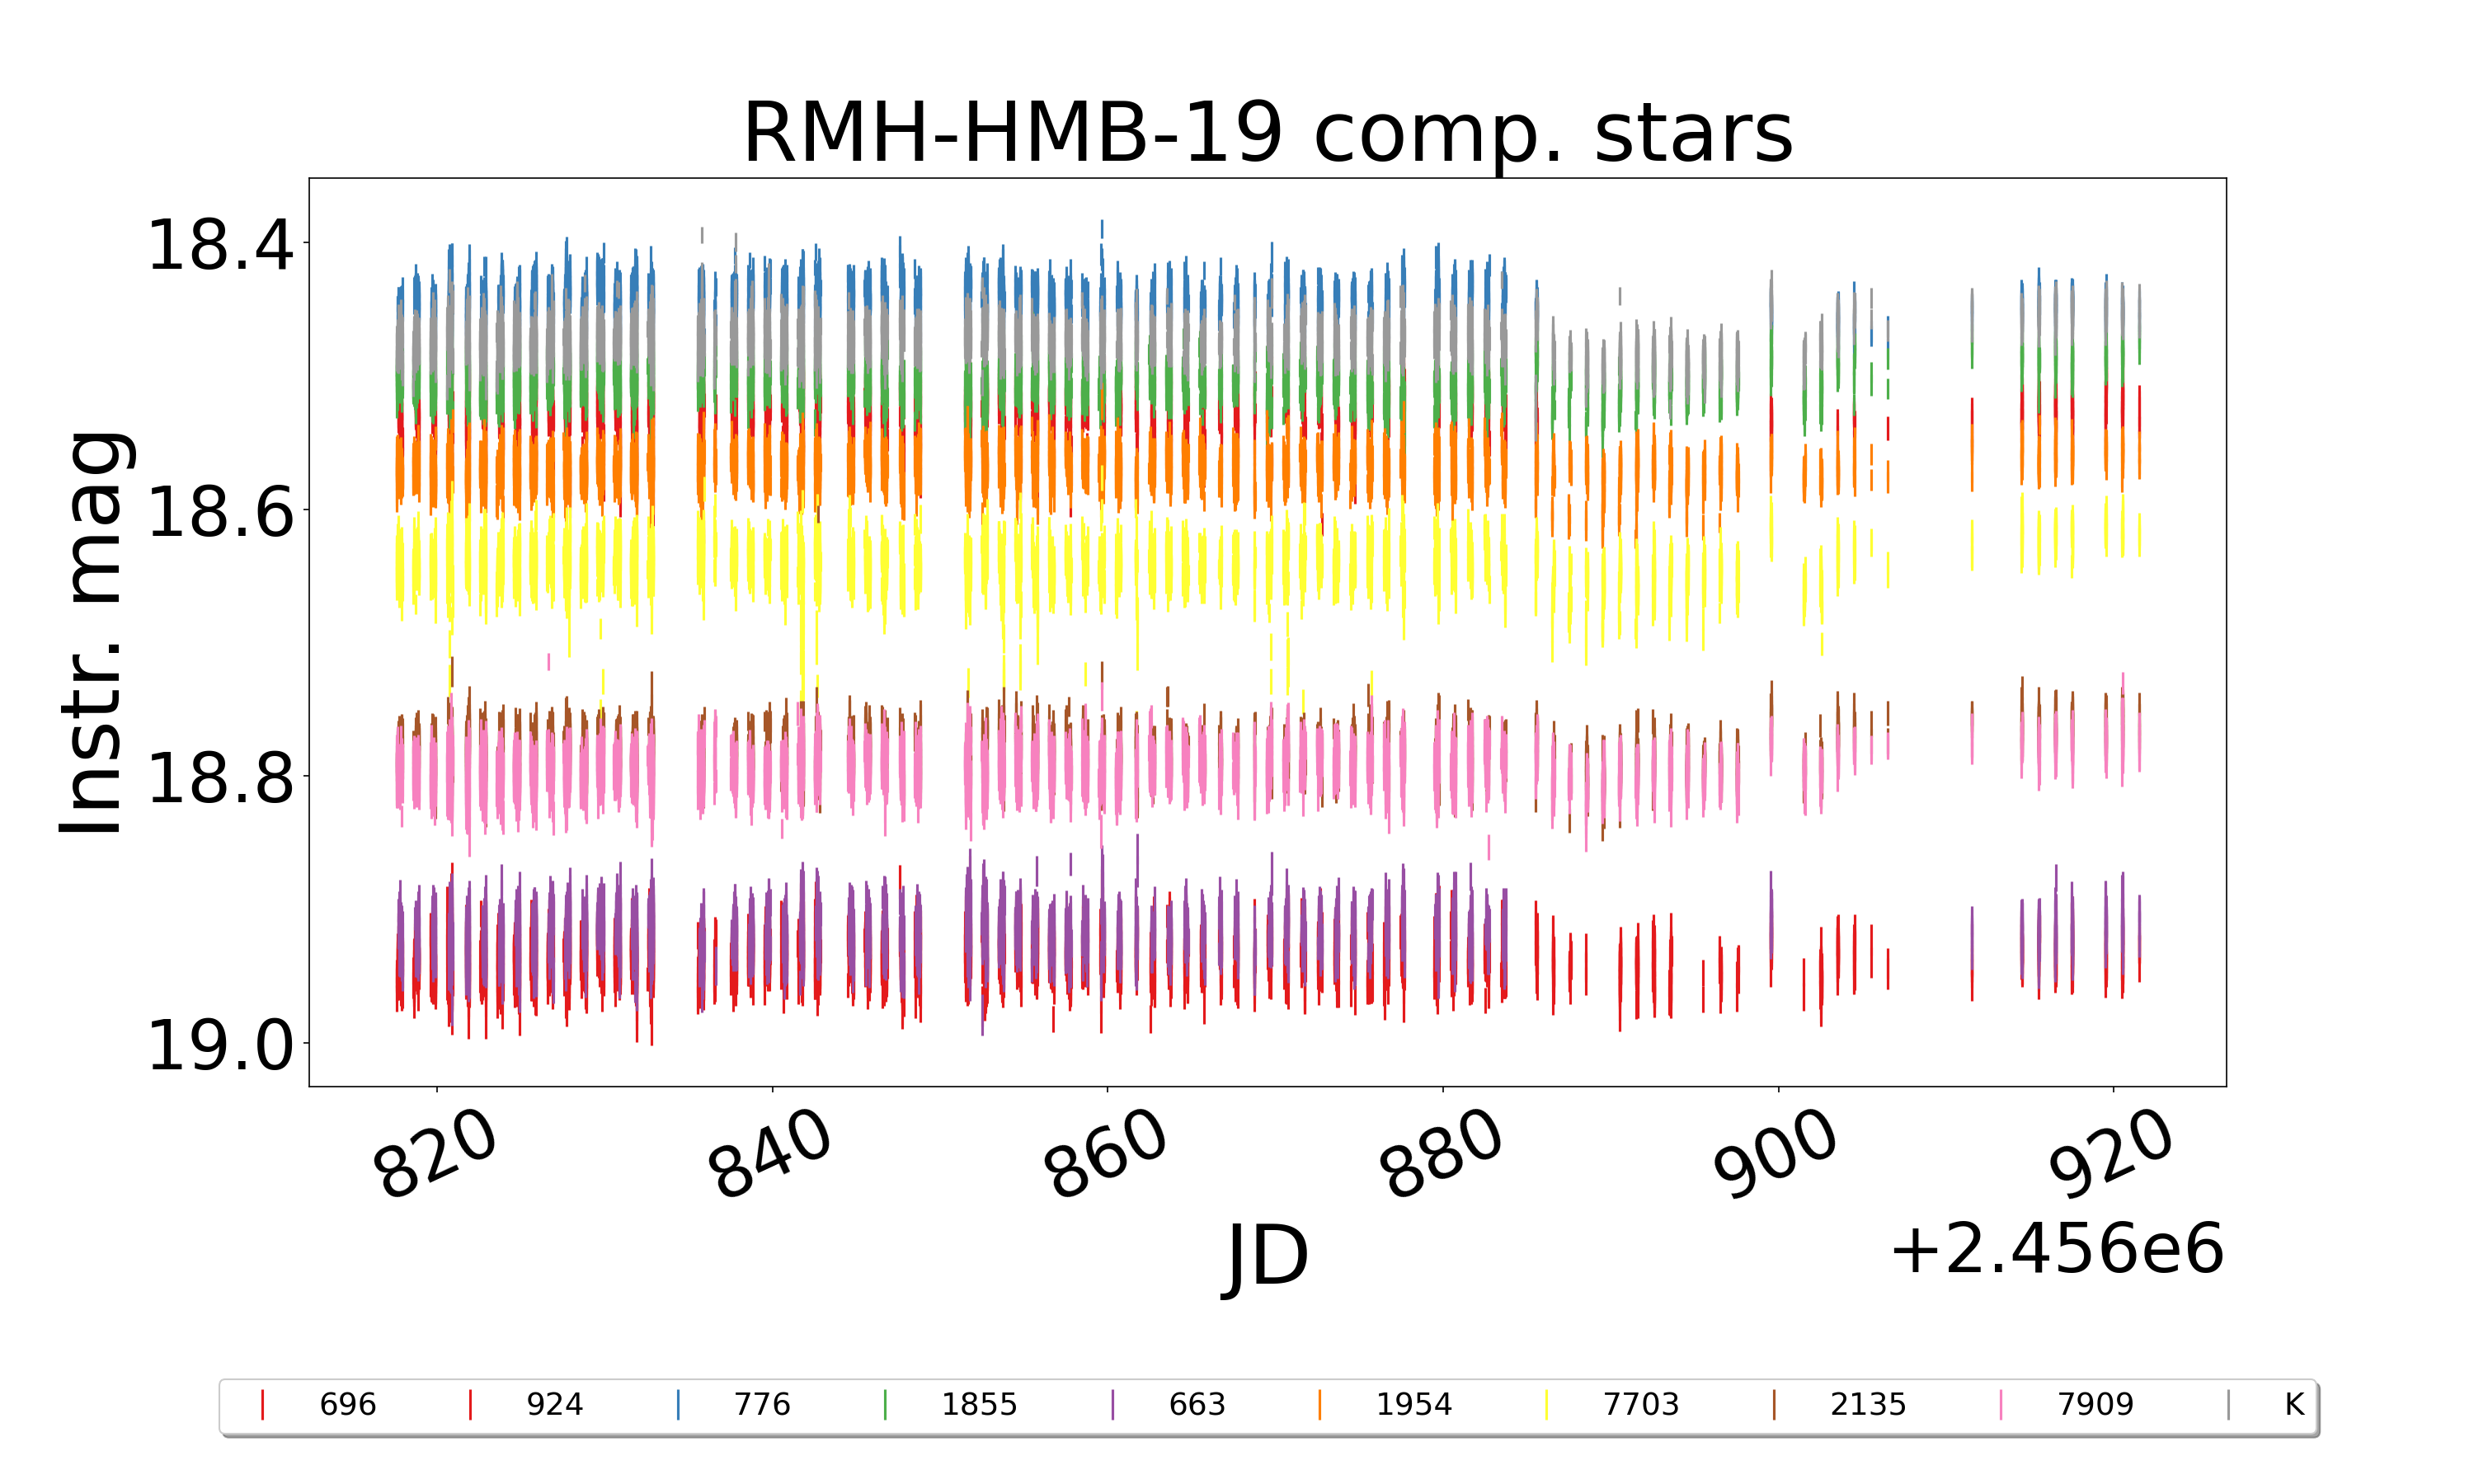 RMH-HMB-19 comp. stars
Instr. mag
18.4
18.6
18.8
19.0
820 840 860 880 900 920
JD
+2.456e6
696 924 776 1855 663 1954 7703 2135 7909 K